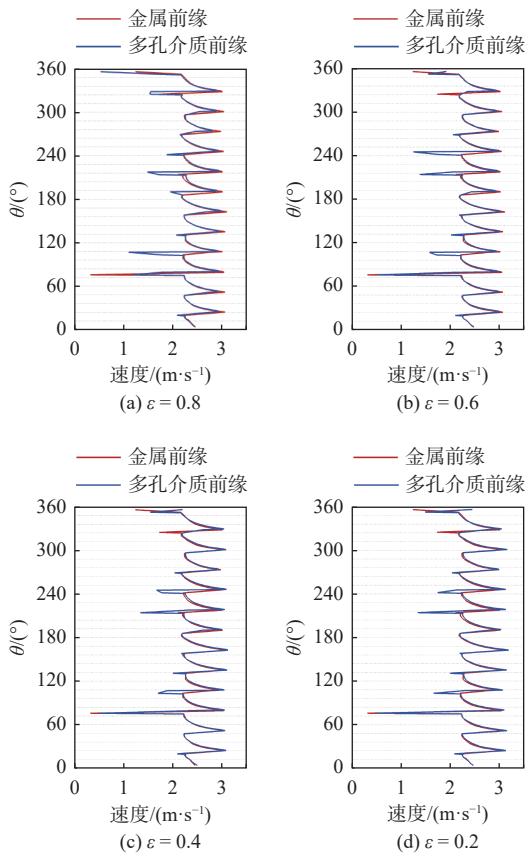 金属前缘
多孔介质前缘
360
300
240
180
120
60
0
θ/(°)
0 1 2 3
速度/(m·s⁻¹)
(a) ε = 0.8
金属前缘
多孔介质前缘
360
300
240
180
120
60
0
θ/(°)
0 1 2 3
速度/(m·s⁻¹)
(b) ε = 0.6
金属前缘
多孔介质前缘
360
300
240
180
120
60
0
θ/(°)
0 1 2 3
速度/(m·s⁻¹)
(c) ε = 0.4
金属前缘
多孔介质前缘
360
300
240
180
120
60
0
θ/(°)
0 1 2 3
速度/(m·s⁻¹)
(d) ε = 0.2